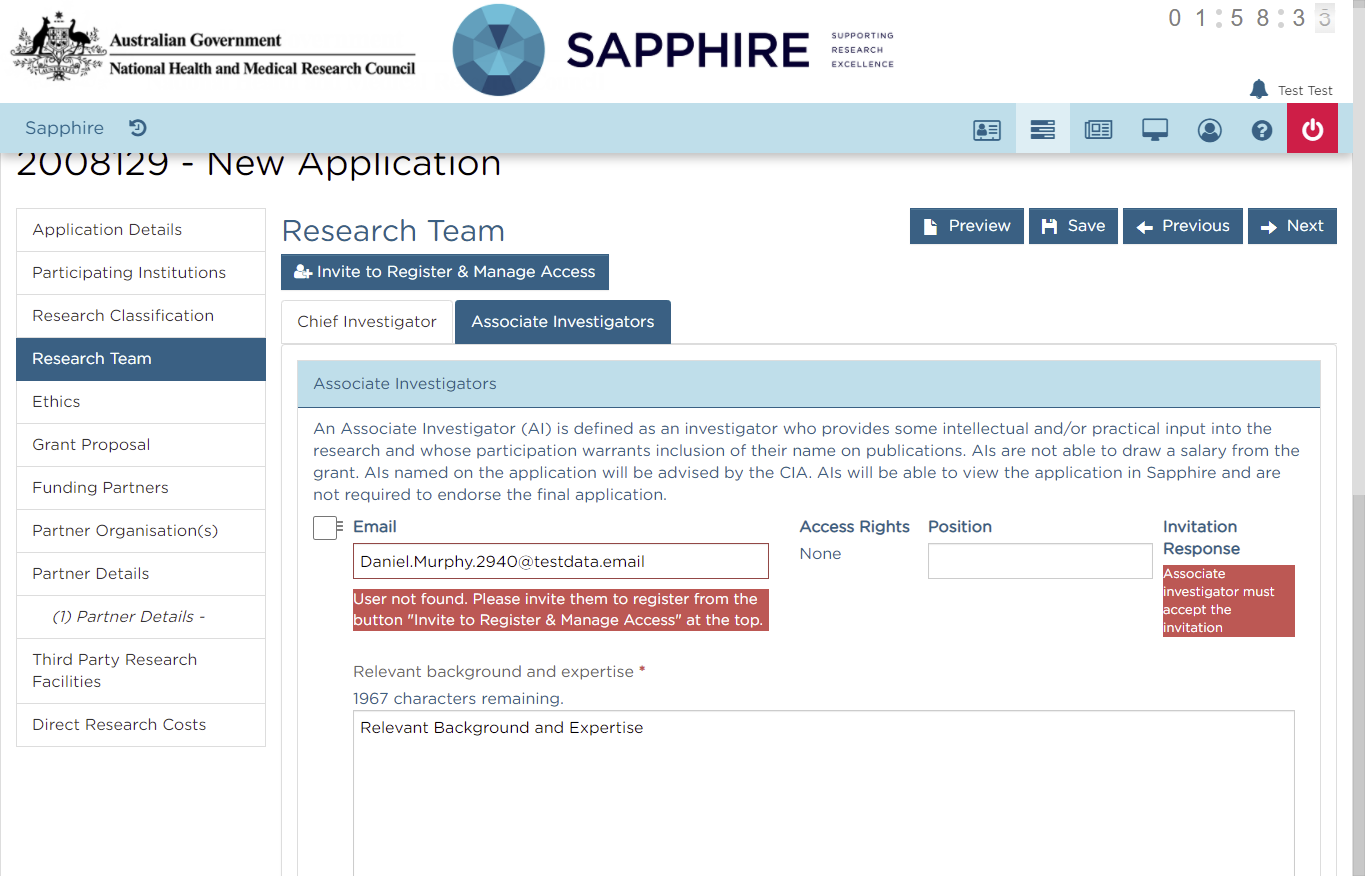 Australian Government
National Health and Medical Research Council
SAPPHIRE
SUPPORTING
RESEARCH
EXCELLENCE
01:58:3
Test Test
Sapphire
2008129 - New Application
Application Details
Participating Institutions
Research Classification
Research Team
Ethics
Grant Proposal
Funding Partners
Partner Organisation(s)
Partner Details
(1) Partner Details -
Third Party Research
Facilities
Direct Research Costs
Research Team
Preview
Save
Previous
Next
Invite to Register & Manage Access
Chief Investigator
Associate Investigators
Associate Investigators
An Associate Investigator (AI) is defined as an investigator who provides some intellectual and/or practical input into the
research and whose participation warrants inclusion of their name on publications. AIs are not able to draw a salary from the
grant. AIs named on the application will be advised by the CIA. AIs will be able to view the application in Sapphire and are
not required to endorse the final application.
Email
Access Rights
Position
Invitation
Response
Daniel.Murphy.2940@testdata.email
None
User not found. Please invite them to register from the
button "Invite to Register & Manage Access" at the top.
Associate
investigator must
accept the
invitation
Relevant background and expertise *
1967 characters remaining.
Relevant Background and Expertise